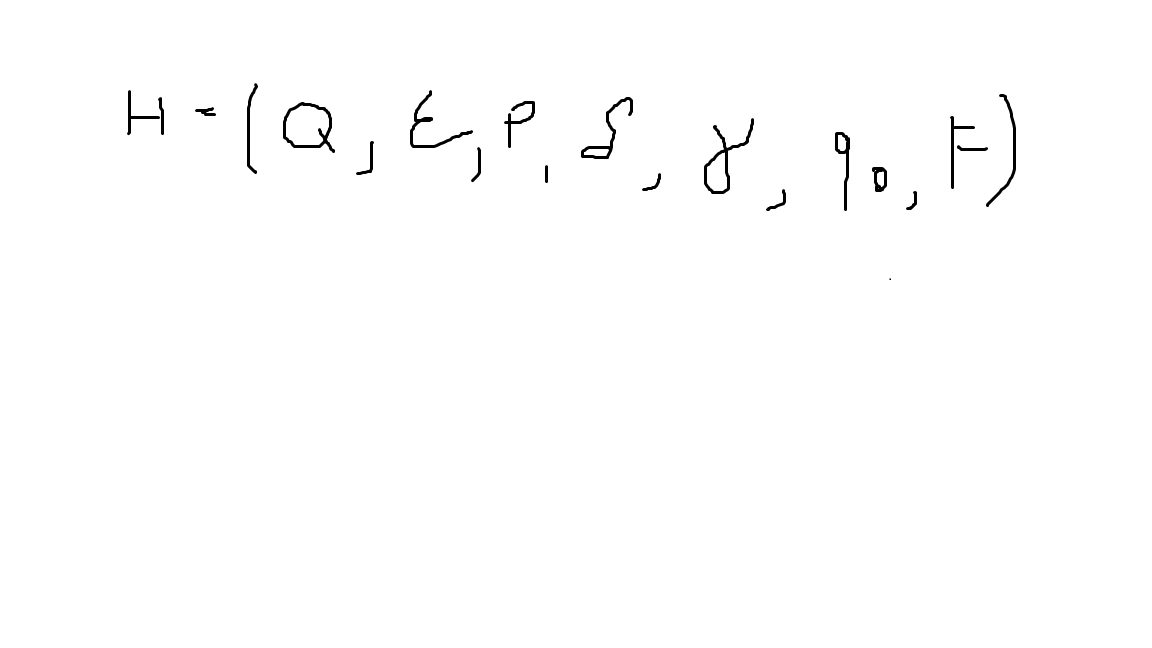 H = (Q, Σ, P, δ, γ, q₀, F)